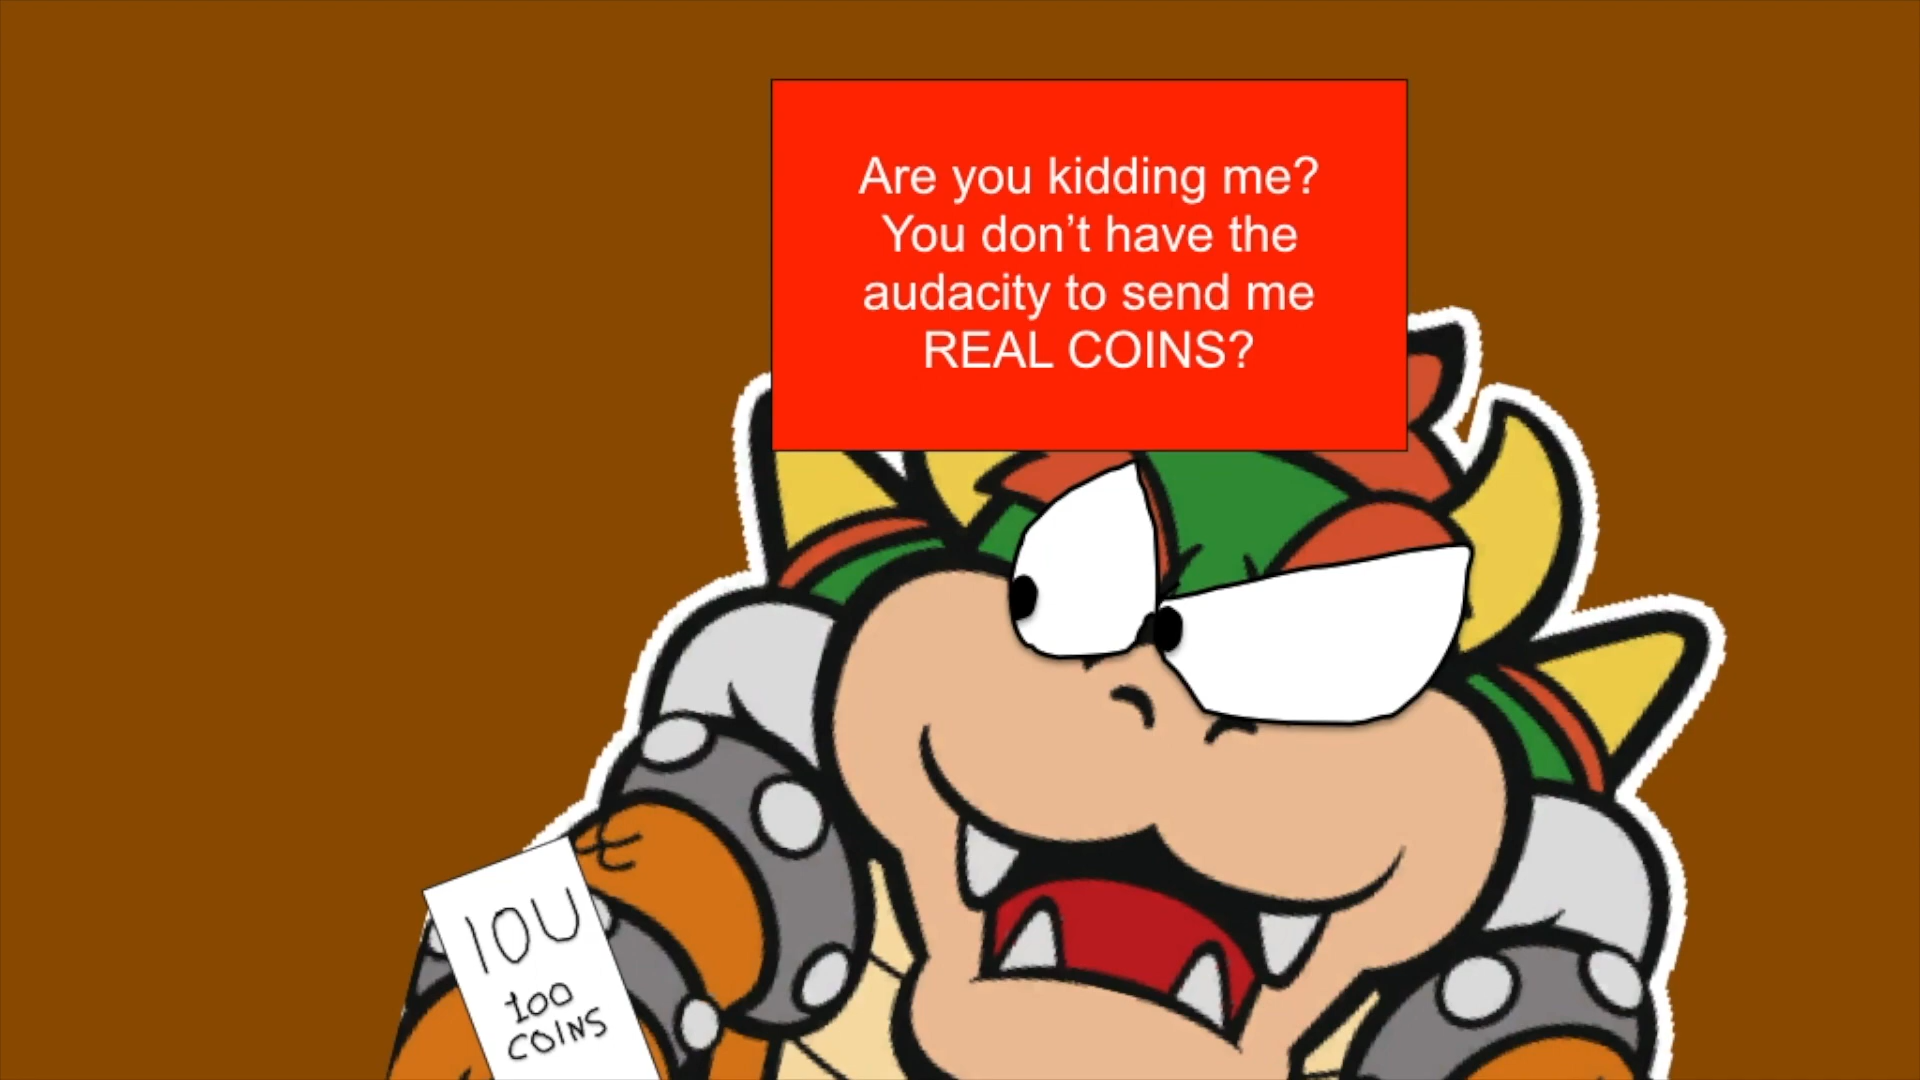 Are you kidding me?
You don’t have the
audacity to send me
REAL COINS?
IOU
100
COINS